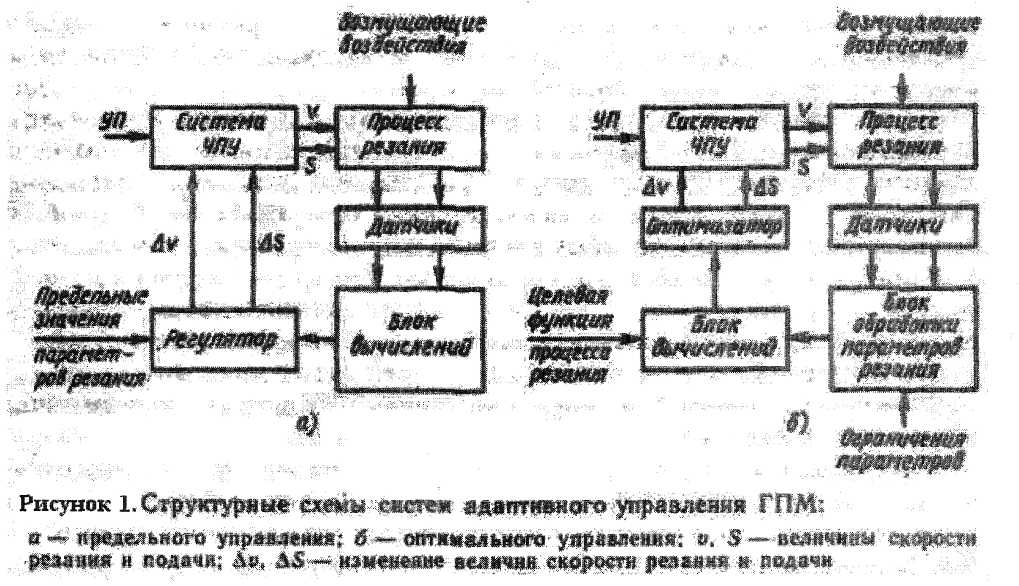 Возмущающие
воздействия
УП
Система
ЧПУ
v
S
Процесс
резания
Δv
ΔS
Датчики
Предельные
значения
парамет-
ров резания
Регулятор
Блок
вычислений
а)
Возмущающие
воздействия
УП
Система
ЧПУ
v
S
Процесс
резания
Δv
ΔS
Оптимизатор
Датчики
Целевая
функция
процесса
резания
Блок
вычислений
Блок
обработки
параметров
резания
б)
Ограничения
параметров
Рисунок 1. Структурные схемы систем адаптивного управления ГПМ:
а — предельного управления; б — оптимального управления; v, S — величины скорости
резания и подачи; Δv, ΔS — изменение величин скорости резания и подачи